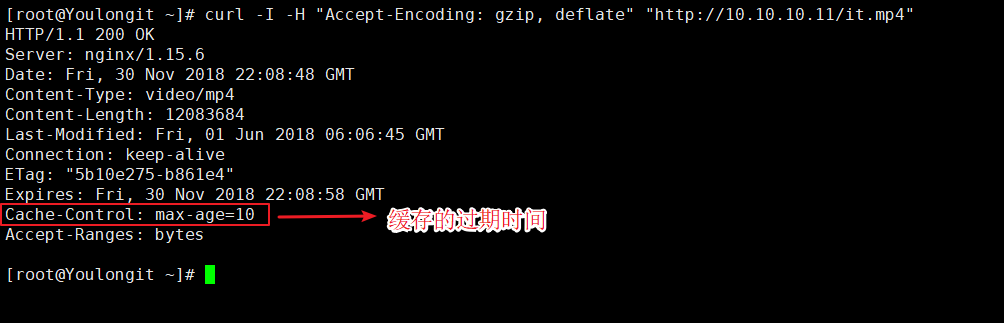 [root@Youlongit ~]# curl -I -H "Accept-Encoding: gzip, deflate" "http://10.10.10.11/it.mp4"
HTTP/1.1 200 OK
Server: nginx/1.15.6
Date: Fri, 30 Nov 2018 22:08:48 GMT
Content-Type: video/mp4
Content-Length: 12083684
Last-Modified: Fri, 01 Jun 2018 06:06:45 GMT
Connection: keep-alive
ETag: "5b10e275-b861e4"
Expires: Fri, 30 Nov 2018 22:08:58 GMT
Cache-Control: max-age=10 缓存的过期时间
Accept-Ranges: bytes
[root@Youlongit ~]#